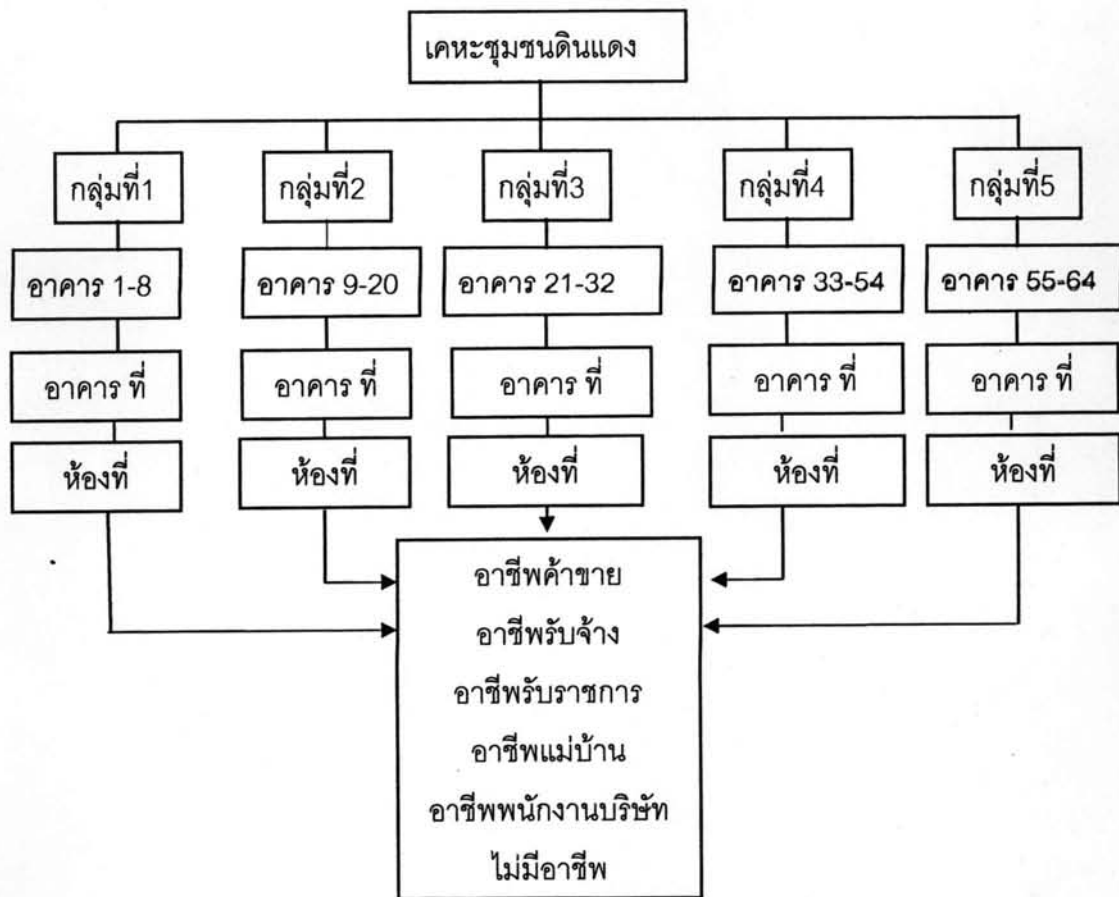 เคหะชุมชนดินแดง
กลุ่มที่1 กลุ่มที่2 กลุ่มที่3 กลุ่มที่4 กลุ่มที่5
อาคาร 1-8 อาคาร 9-20 อาคาร 21-32 อาคาร 33-54 อาคาร 55-64
อาคาร ที่ อาคาร ที่ อาคาร ที่ อาคาร ที่ อาคาร ที่
ห้องที่ ห้องที่ ห้องที่ ห้องที่ ห้องที่
อาชีพค้าขาย
อาชีพรับจ้าง
อาชีพรับราชการ
อาชีพแม่บ้าน
อาชีพพนักงานบริษัท
ไม่มีอาชีพ